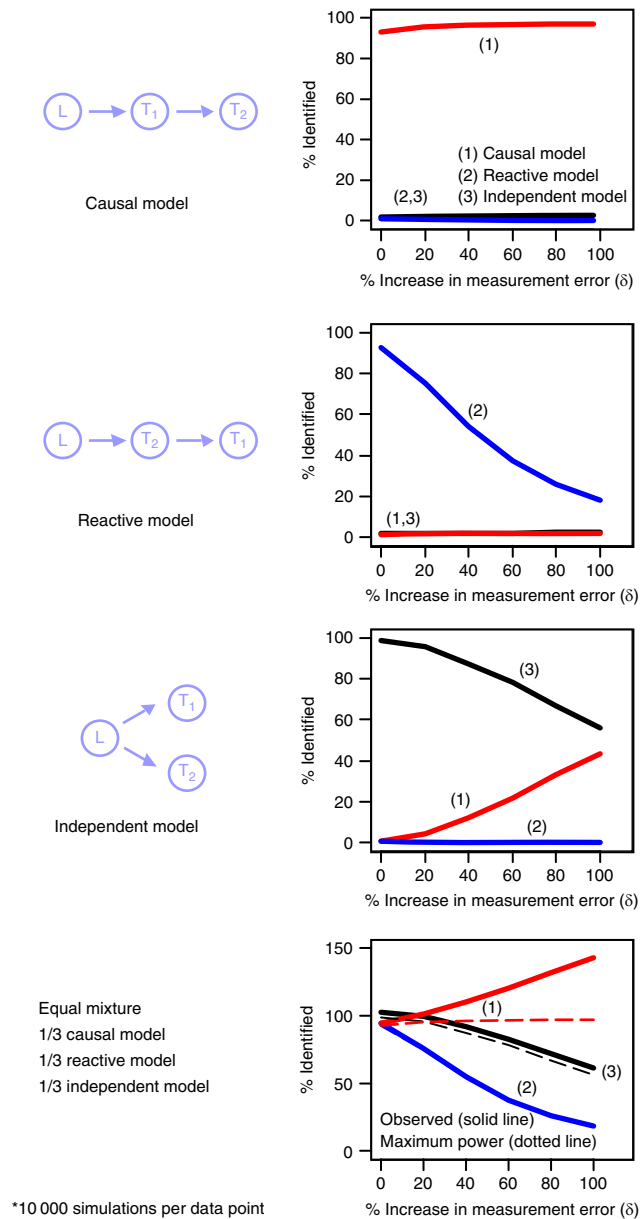 L T1 T2
Causal model
% Identified
100
80
60
40
20
0
(1)
(1) Causal model
(2) Reactive model
(3) Independent model
(2,3)
0 20 40 60 80 100
% Increase in measurement error (δ)
L T2 T1
Reactive model
% Identified
100
80
60
40
20
0
(2)
(1,3)
0 20 40 60 80 100
% Increase in measurement error (δ)
L T1 T2
Independent model
% Identified
100
80
60
40
20
0
(3)
(1)
(2)
0 20 40 60 80 100
% Increase in measurement error (δ)
Equal mixture
1/3 causal model
1/3 reactive model
1/3 independent model
% Identified
150
100
50
0
(1)
(3)
(2)
Observed (solid line)
Maximum power (dotted line)
0 20 40 60 80 100
% Increase in measurement error (δ)
*10 000 simulations per data point